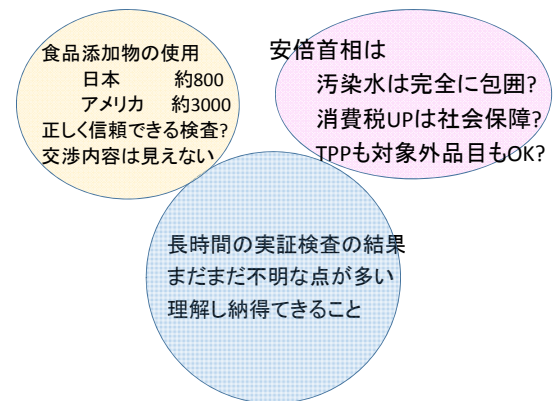 食品添加物の使用
日本 約800
アメリカ 約3000
正しく信頼できる検査?
交渉内容は見えない
安倍首相は
汚染水は完全に包囲?
消費税UPは社会保障?
TPPも対象外品目もOK?
長時間の実証検査の結果
まだまだ不明な点が多い
理解し納得てきること